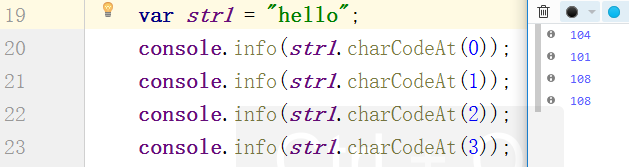 19 var str1 = "hello";
20 console.info(str1.charCodeAt(0));
21 console.info(str1.charCodeAt(1));
22 console.info(str1.charCodeAt(2));
23 console.info(str1.charCodeAt(3));
104
101
108
108